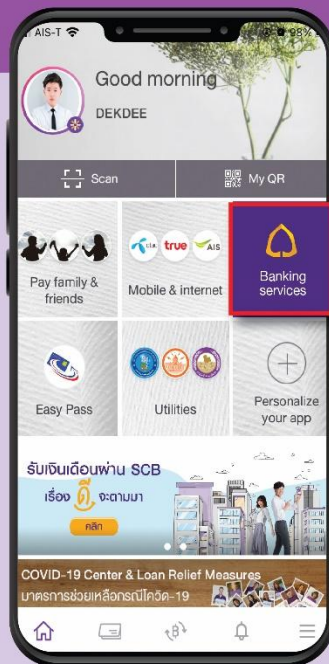 AIS-T
98%
Good morning
DEKDEE
Scan
My QR
Pay family &
friends
true
AIS
Mobile & internet
Banking
services
Easy Pass
Utilities
Personalize
your app
รับเงินเดือนผ่าน SCB
เรื่อง ดี จะตามมา
คลิก
COVID-19 Center & Loan Relief Measures
มาตรการช่วยเหลือกรณีโควิด-19